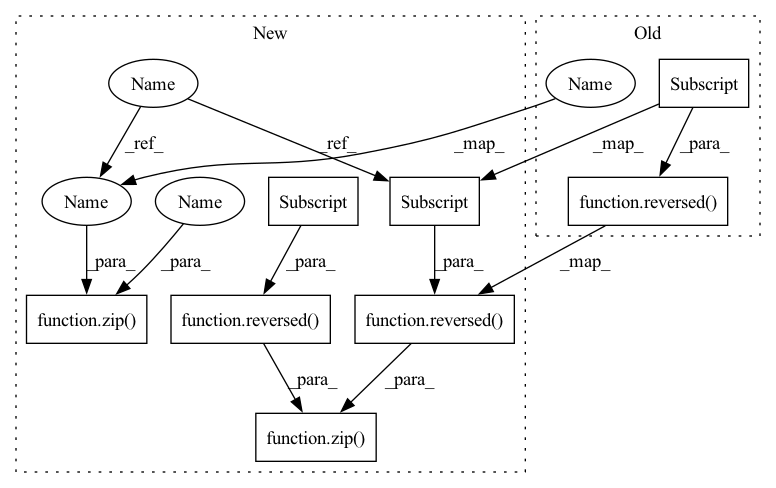 New
Old
Name
Name
Subscript
_ref_
_ref_
_map_
_map_
_para_
Name
Name
Subscript
Subscript
function.reversed()
_para_
_para_
_para_
_para_
_map_
function.zip()
function.reversed()
function.reversed()
_para_
_para_
function.zip()